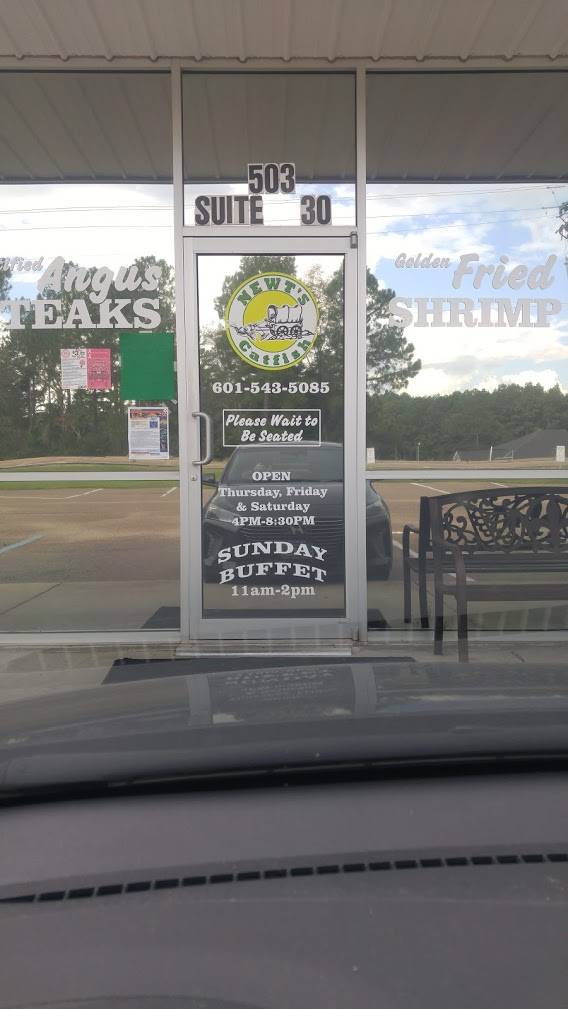 503
SUITE 30
Angus
Golden Fried
SHRIMP
NEWT'S
Catfish
601-543-5085
Please Wait to
Be Seated
OPEN
Thursday, Friday
& Saturday
4PM-8:30PM
SUNDAY
BUFFET
11am-2pm